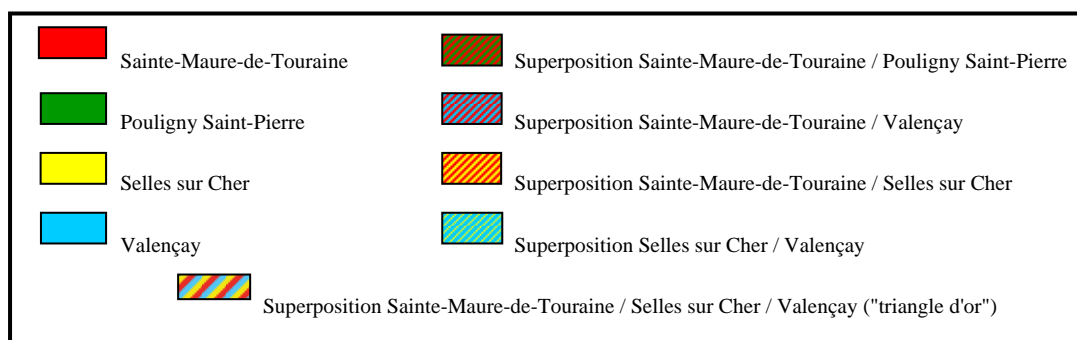 Sainte-Maure-de-Touraine
Superposition Sainte-Maure-de-Touraine / Pouligny Saint-Pierre
Pouligny Saint-Pierre
Superposition Sainte-Maure-de-Touraine / Valençay
Selles sur Cher
Superposition Sainte-Maure-de-Touraine / Selles sur Cher
Valençay
Superposition Selles sur Cher / Valençay
Superposition Sainte-Maure-de-Touraine / Selles sur Cher / Valençay ("triangle d'or")